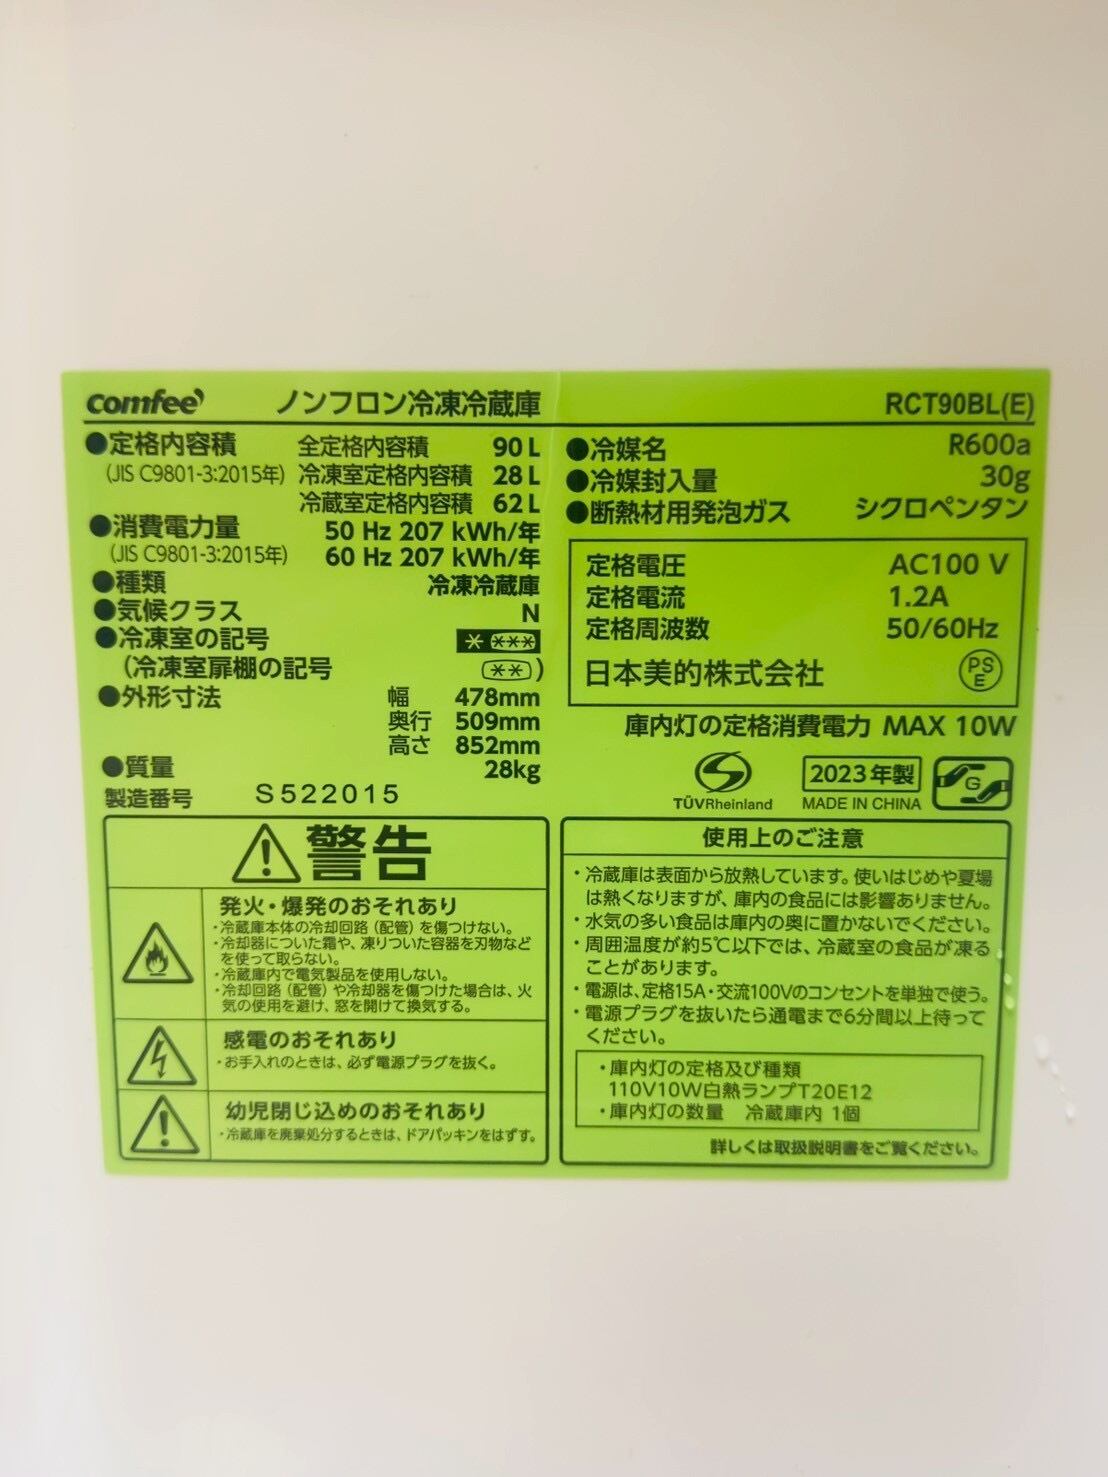 comfee' ノンフロン冷凍冷蔵庫 RCT90BL(E)
●定格内容積 全定格内容積 90 L
(JIS C9801-3:2015年) 冷凍室定格内容積 28 L
冷蔵室定格内容積 62 L
●消費電力量 50 Hz 207 kWh/年
(JIS C9801-3:2015年) 60 Hz 207 kWh/年
●種類 冷凍冷蔵庫
●気候クラス N
●冷凍室の記号 * ***
(冷凍室扉棚の記号 **)
●外形寸法 幅 478mm
奥行 509mm
高さ 852mm
●質量 28kg
製造番号 S522015
●冷媒名 R600a
●冷媒封入量 30g
●断熱材用発泡ガス シクロペンタン
定格電圧 AC100 V
定格電流 1.2A
定格周波数 50/60Hz
日本美的株式会社 PSE
庫内灯の定格消費電力 MAX 10W
TÜVRheinland
2023年製
MADE IN CHINA
G
警告
発火・爆発のおそれあり
・冷蔵庫本体の冷却回路(配管)を傷つけない。
・冷却器についた霜や、凍りついた容器を刃物など
を使って取らない。
・冷蔵庫内で電気製品を使用しない。
・冷却回路(配管)や冷却器を傷つけた場合は、火
気の使用を避け、窓を開けて換気する。
感電のおそれあり
・お手入れのときは、必ず電源プラグを抜く。
幼児閉じ込めのおそれあり
・冷蔵庫を廃棄処分するときは、ドアパッキンをはずす。
使用上のご注意
・冷蔵庫は表面から放熱しています。使いはじめや夏場
は熱くなりますが、庫内の食品には影響ありません。
・水気の多い食品は庫内の奥に置かないでください。
・周囲温度が約5℃以下では、冷蔵室の食品が凍る
ことがあります。
・電源は、定格15A・交流100Vのコンセントを単独で使う。
・電源プラグを抜いたら通電まで6分間以上待って
ください。
・庫内灯の定格及び種類
110V10W白熱ランプT20E12
・庫内灯の数量 冷蔵庫内 1個
詳しくは取扱説明書をご覧ください。